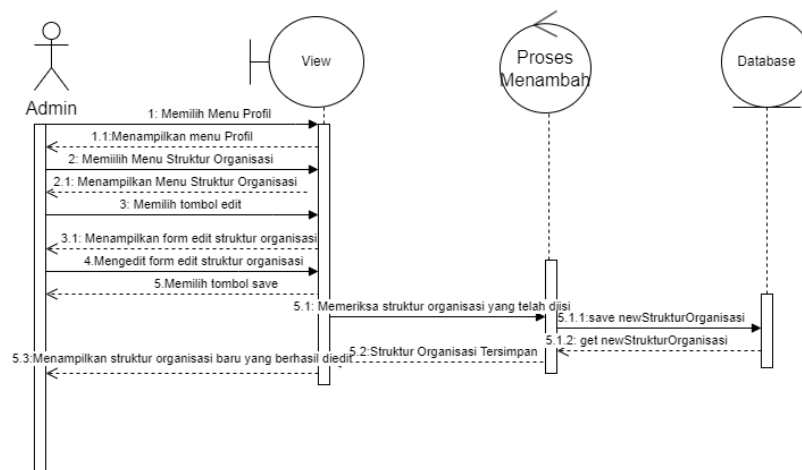 View
Proses
Menambah
Database
Admin
1: Memilih Menu Profil
1.1:Menampilkan menu Profil
2: Memiilih Menu Struktur Organisasi
2.1: Menampilkan Menu Struktur Organisasi
3: Memilih tombol edit
3.1: Menampilkan form edit struktur organisasi
4.Mengedit form edit struktur organisasi
5.Memilih tombol save
5.1: Memeriksa struktur organisasi yang telah diisi
5.1.1:save newStrukturOrganisasi
5.1.2: get newStrukturOrganisasi
5.2:Struktur Organisasi Tersimpan
5.3:Menampilkan struktur organisasi baru yang berhasil diedit